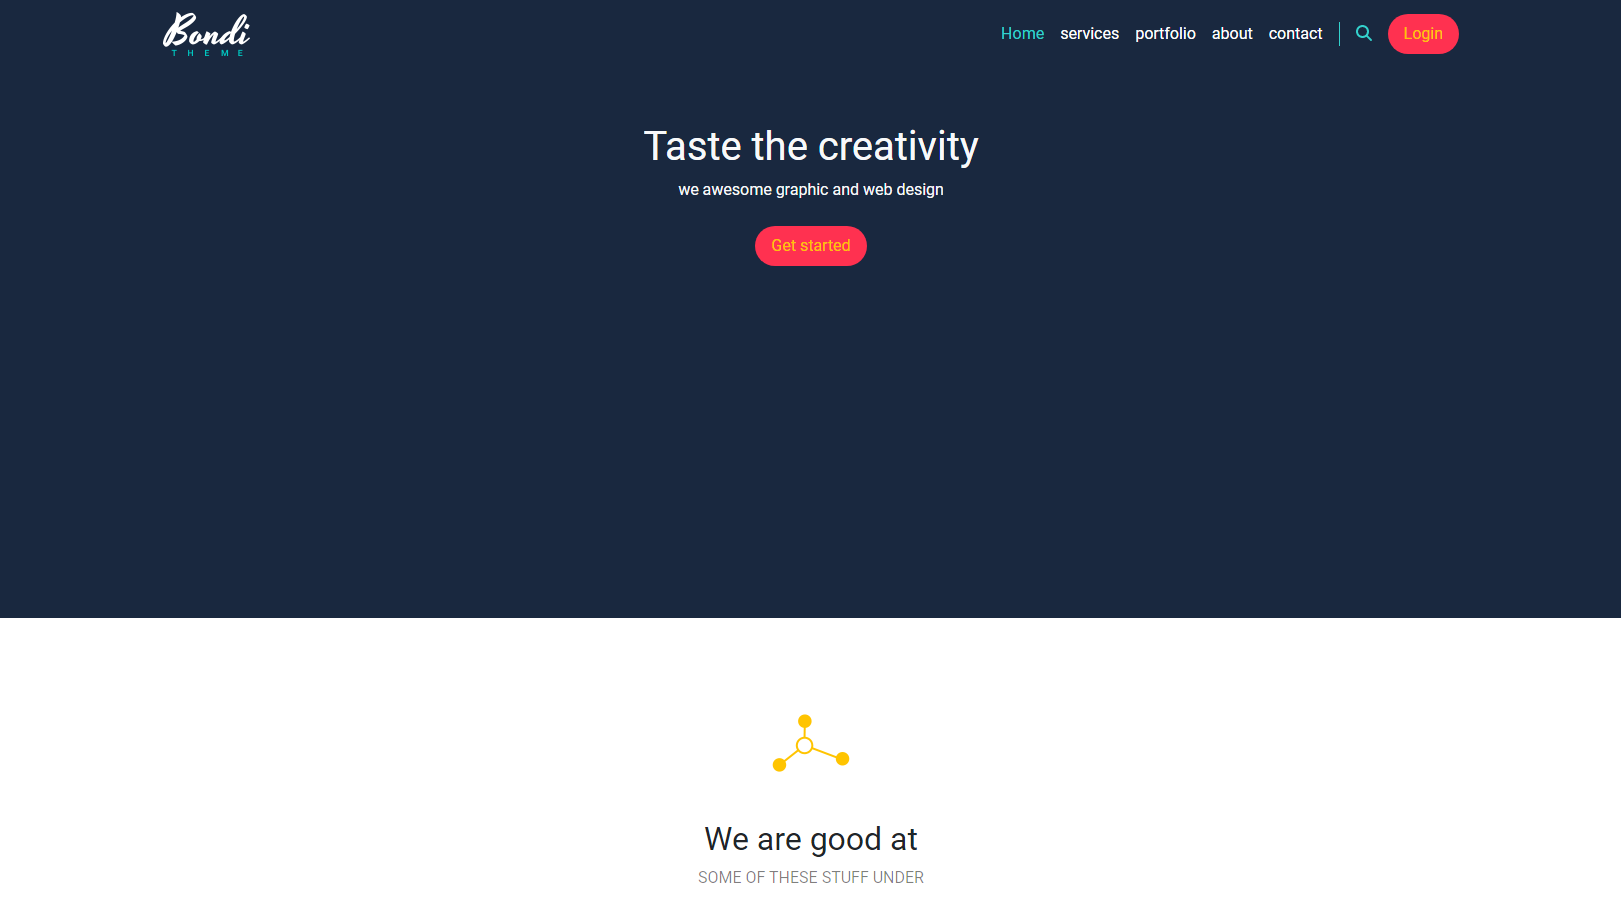 Bondi
THEME
Home services portfolio about contact Login
Taste the creativity
we awesome graphic and web design
Get started
We are good at
SOME OF THESE STUFF UNDER